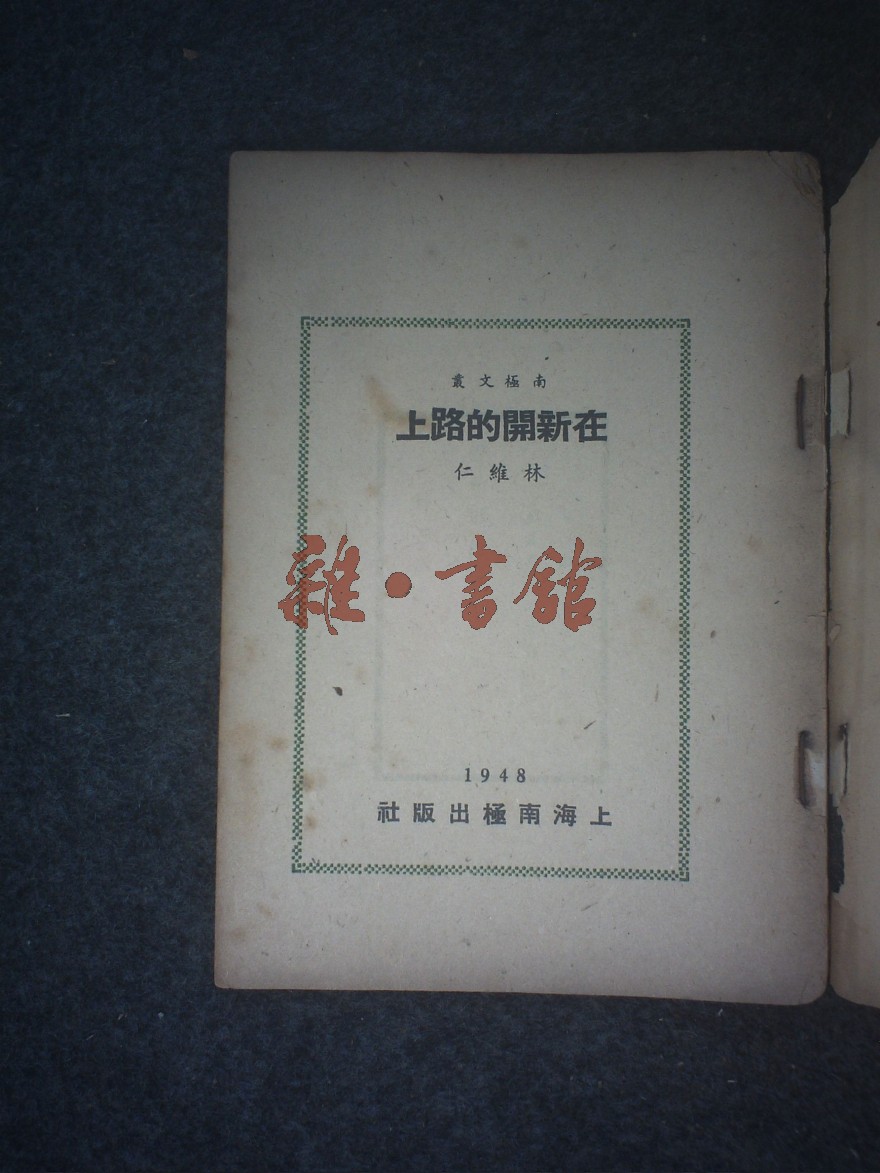 南極文叢
在新開的路上
林維仁
雜·書館
1948
上海南極出版社